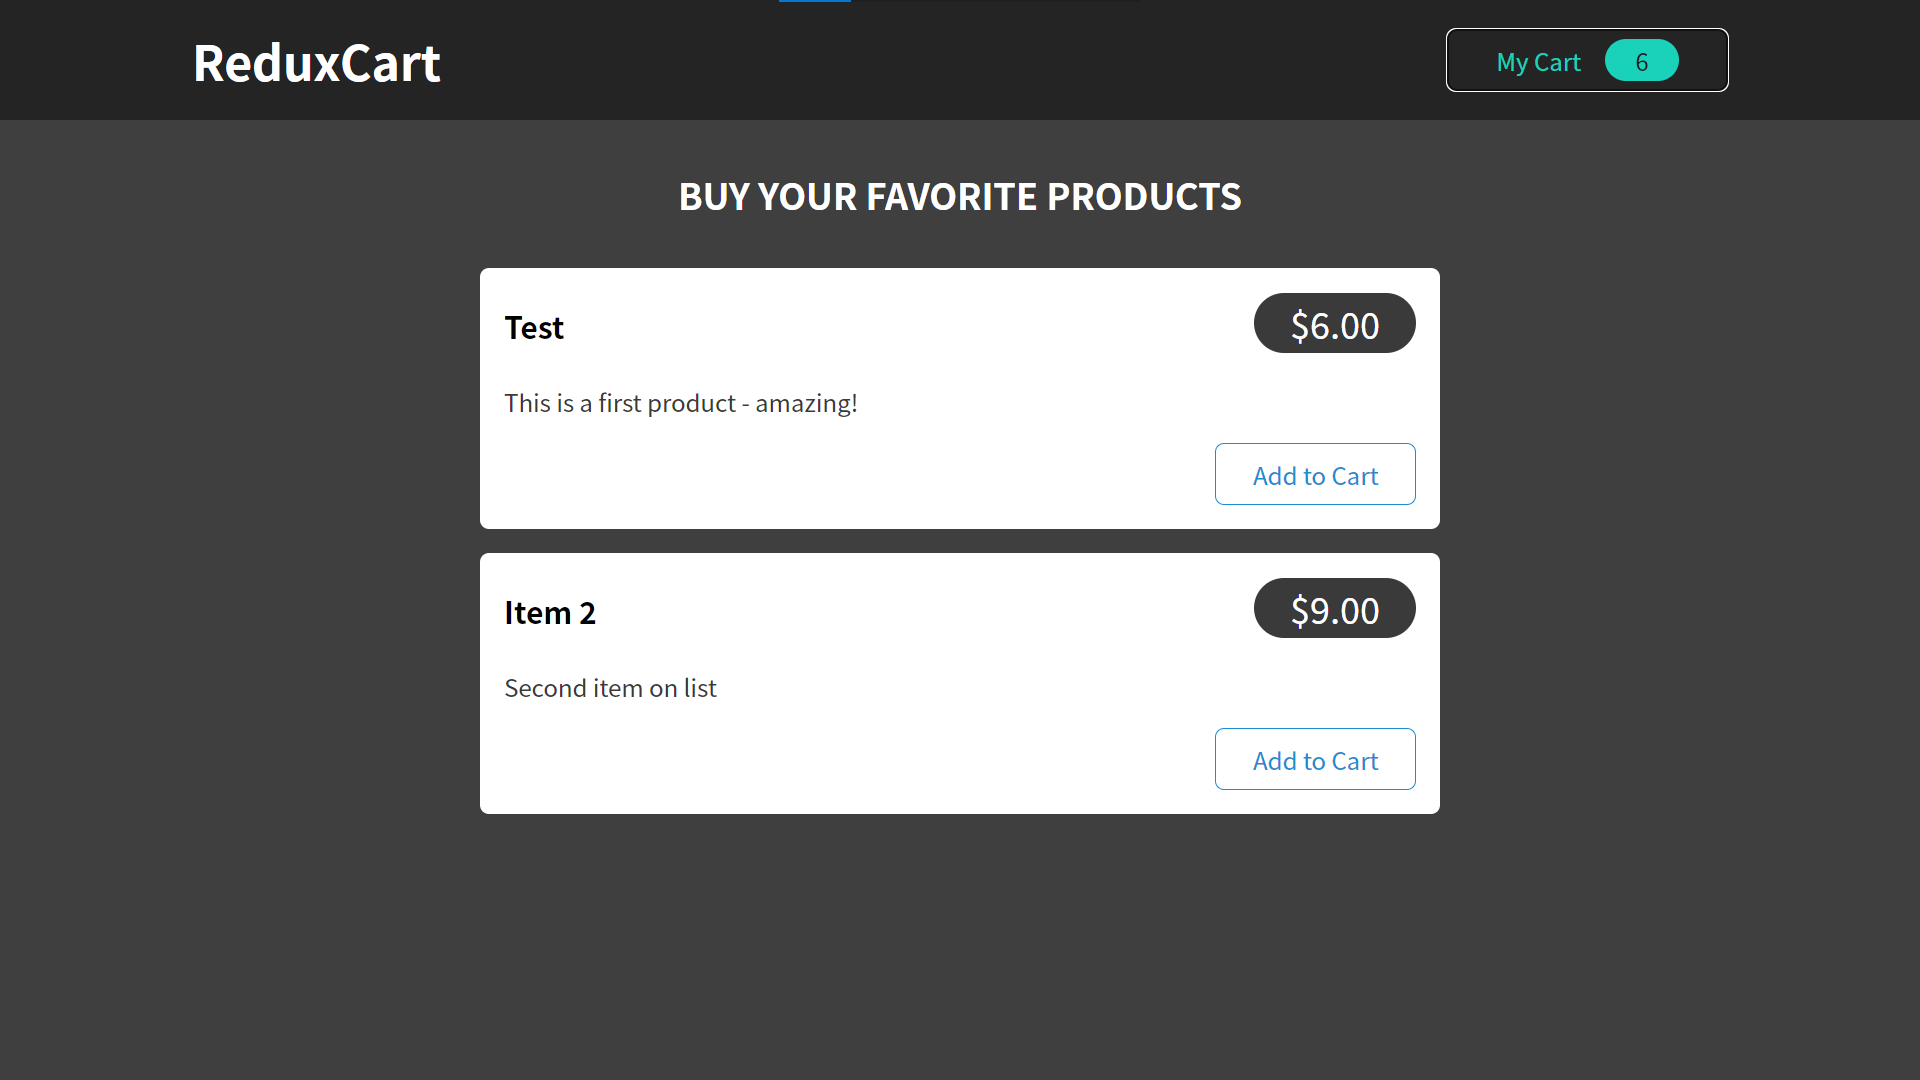 ReduxCart
My Cart 6
BUY YOUR FAVORITE PRODUCTS
Test
$6.00
This is a first product - amazing!
Add to Cart
Item 2
$9.00
Second item on list
Add to Cart